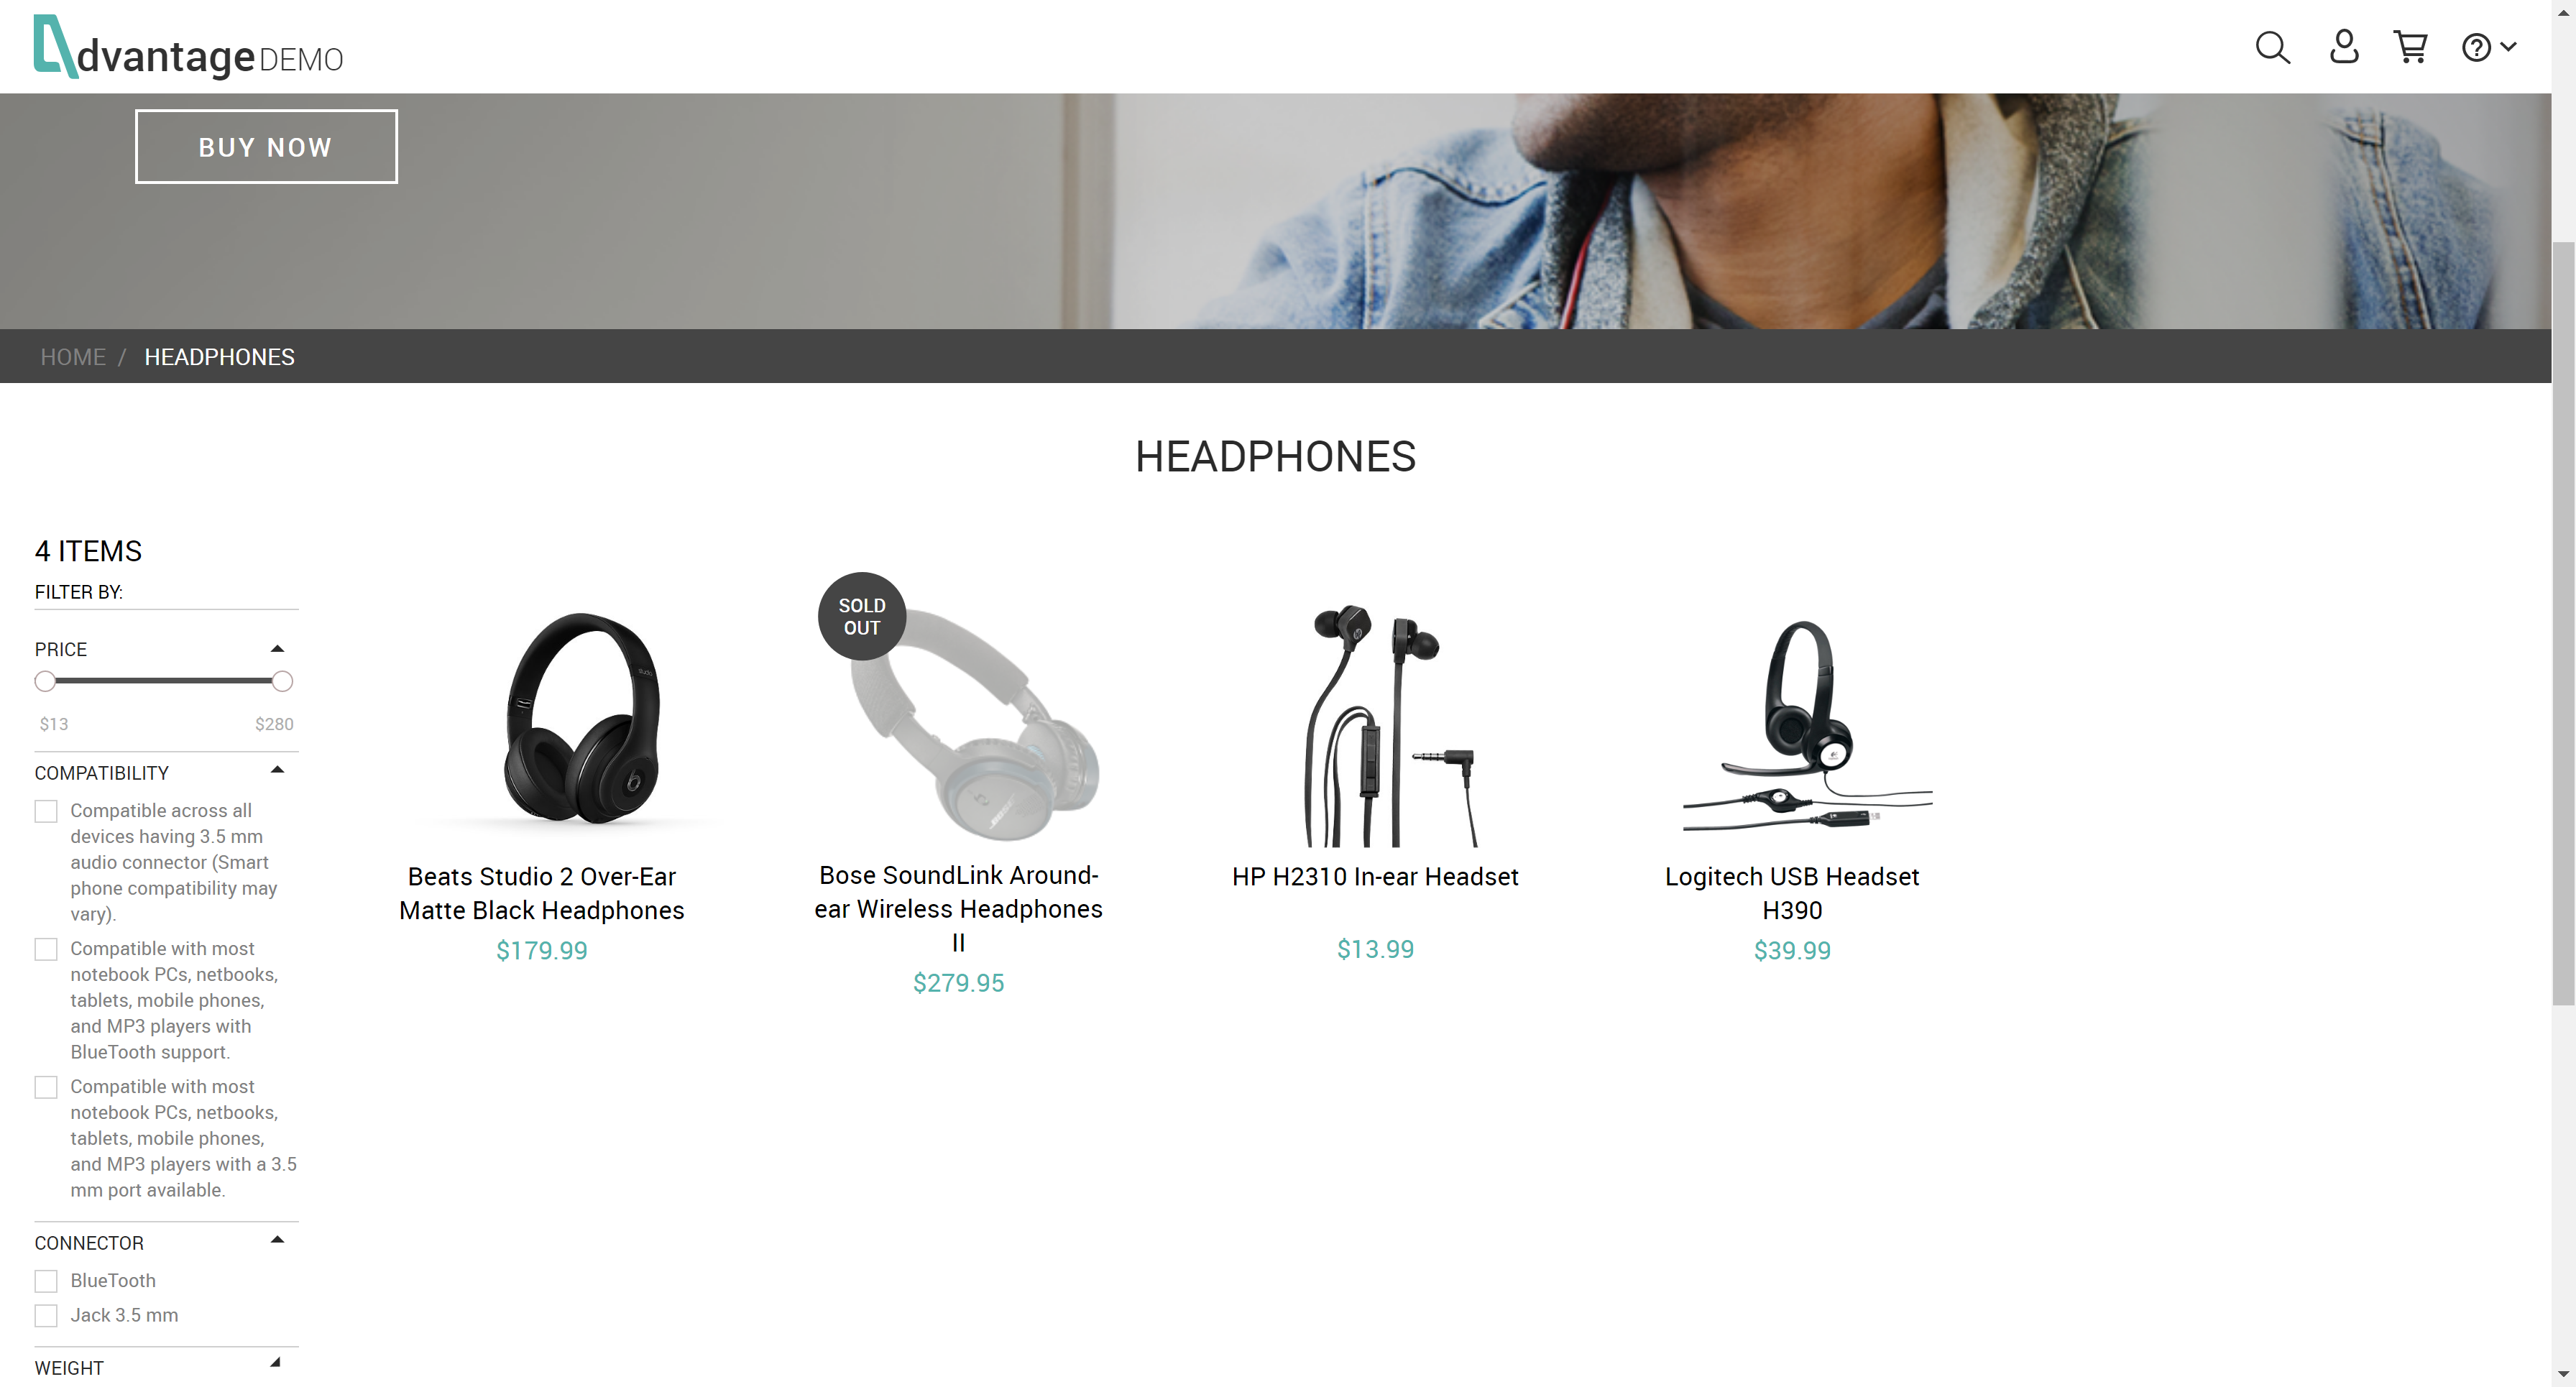 dvantage DEMO
BUY NOW
HOME / HEADPHONES
HEADPHONES
4 ITEMS
FILTER BY:
PRICE
$13 $280
COMPATIBILITY
Compatible across all
devices having 3.5 mm
audio connector (Smart
phone compatibility may
vary).
Compatible with most
notebook PCs, netbooks,
tablets, mobile phones,
and MP3 players with
BlueTooth support.
Compatible with most
notebook PCs, netbooks,
tablets, mobile phones,
and MP3 players with a 3.5
mm port available.
CONNECTOR
BlueTooth
Jack 3.5 mm
WEIGHT
Beats Studio 2 Over-Ear
Matte Black Headphones
$179.99
SOLD
OUT
Bose SoundLink Around-
ear Wireless Headphones
II
$279.95
HP H2310 In-ear Headset
$13.99
Logitech USB Headset
H390
$39.99